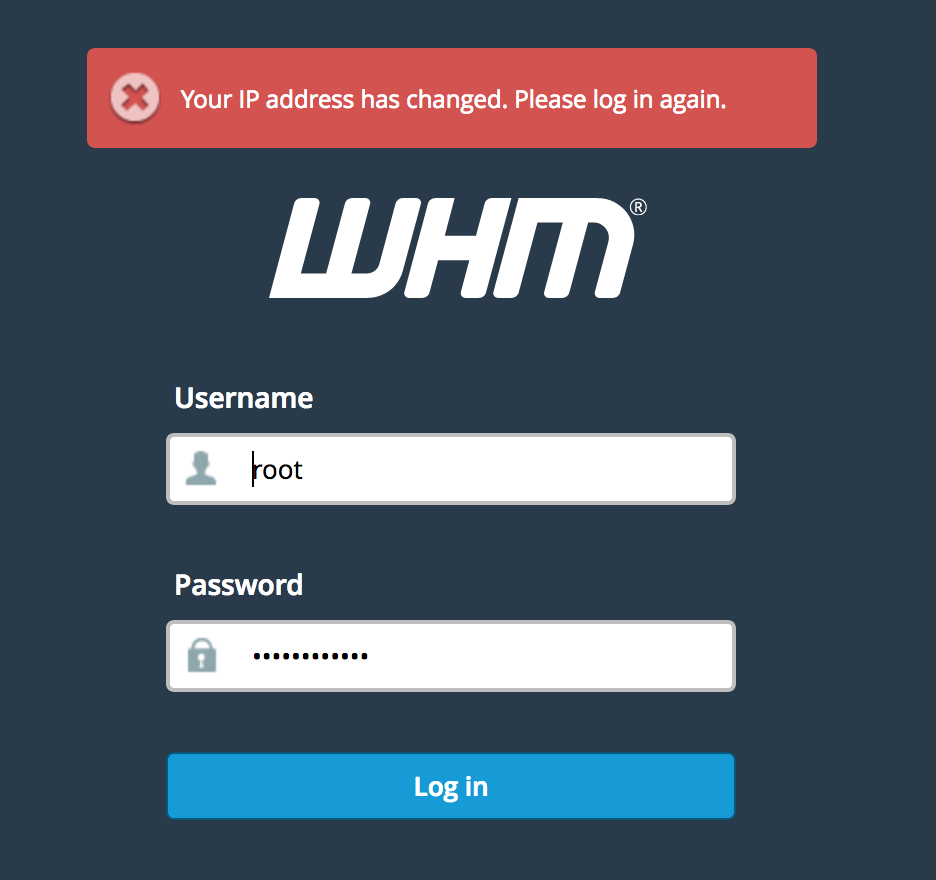 Your IP address has changed. Please log in again.
WHM®
Username
root
Password
••••••••••••
Log in